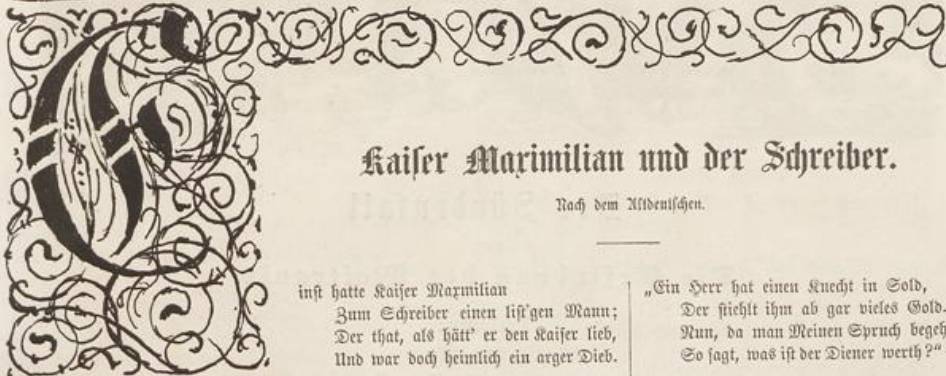 Kaiser Maximilian und der Schreiber.
Nach dem Altdeutschen.
Einst hatte Kaiser Maximilian
Zum Schreiber einen list'gen Mann;
Der that, als hätt' er den Kaiser lieb,
Und war doch heimlich ein arger Dieb.
„Ein Herr hat einen Knecht in Sold,
Der stiehlt ihm ab gar vieles Gold.
Nun, da man Meinen Spruch begeh
So sagt, was ist der Diener werth?“